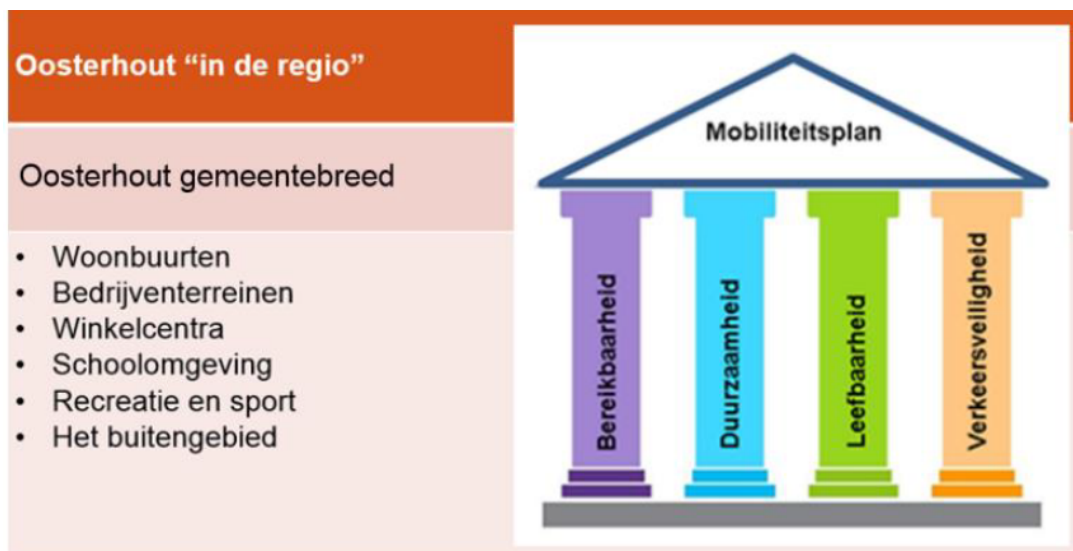 Oosterhout “in de regio”
Oosterhout gemeentebreed
• Woonbuurten
• Bedrijventerreinen
• Winkelcentra
• Schoolomgeving
• Recreatie en sport
• Het buitengebied
Mobiliteitsplan
Bereikbaarheid
Duurzaamheid
Leefbaarheid
Verkeersveiligheid